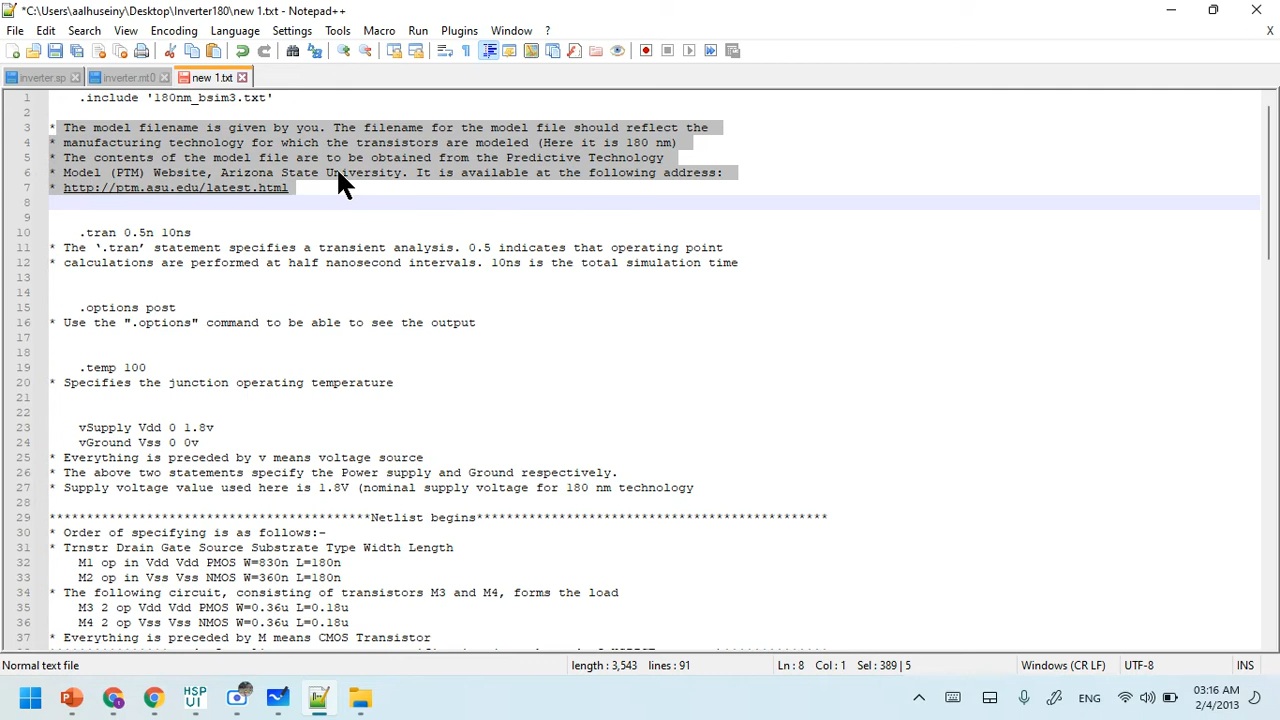 *C:\Users\aalhuseiny\Desktop\Inverter180\new 1.txt - Notepad++
File Edit Search View Encoding Language Settings Tools Macro Run Plugins Window ? X
inverter.sp inverter.mt0 new 1.txt
1 .include '180nm_bsim3.txt'
2
3 * The model filename is given by you. The filename for the model file should reflect the
4 * manufacturing technology for which the transistors are modeled (Here it is 180 nm)
5 * The contents of the model file are to be obtained from the Predictive Technology
6 * Model (PTM) Website, Arizona State University. It is available at the following address:
7 * http://ptm.asu.edu/latest.html
8
9
10 .tran 0.5n 10ns
11 * The ‘.tran’ statement specifies a transient analysis. 0.5 indicates that operating point
12 * calculations are performed at half nanosecond intervals. 10ns is the total simulation time
13
14
15 .options post
16 * Use the ".options" command to be able to see the output
17
18
19 .temp 100
20 * Specifies the junction operating temperature
21
22
23 vSupply Vdd 0 1.8v
24 vGround Vss 0 0v
25 * Everything is preceded by v means voltage source
26 * The above two statements specify the Power supply and Ground respectively.
27 * Supply voltage value used here is 1.8V (nominal supply voltage for 180 nm technology
28
29 *******************************************Netlist begins***********************************************
30 * Order of specifying is as follows:-
31 * Trnstr Drain Gate Source Substrate Type Width Length
32 M1 op in Vdd Vdd PMOS W=830n L=180n
33 M2 op in Vss Vss NMOS W=360n L=180n
34 * The following circuit, consisting of transistors M3 and M4, forms the load
35 M3 2 op Vdd Vdd PMOS W=0.36u L=0.18u
36 M4 2 op Vss Vss NMOS W=0.36u L=0.18u
37 * Everything is preceded by M means CMOS Transistor
Normal text file length : 3,543 lines : 91 Ln : 8 Col : 1 Sel : 389 | 5 Windows (CR LF) UTF-8 INS
HSP UI ENG 03:16 AM
2/4/2013